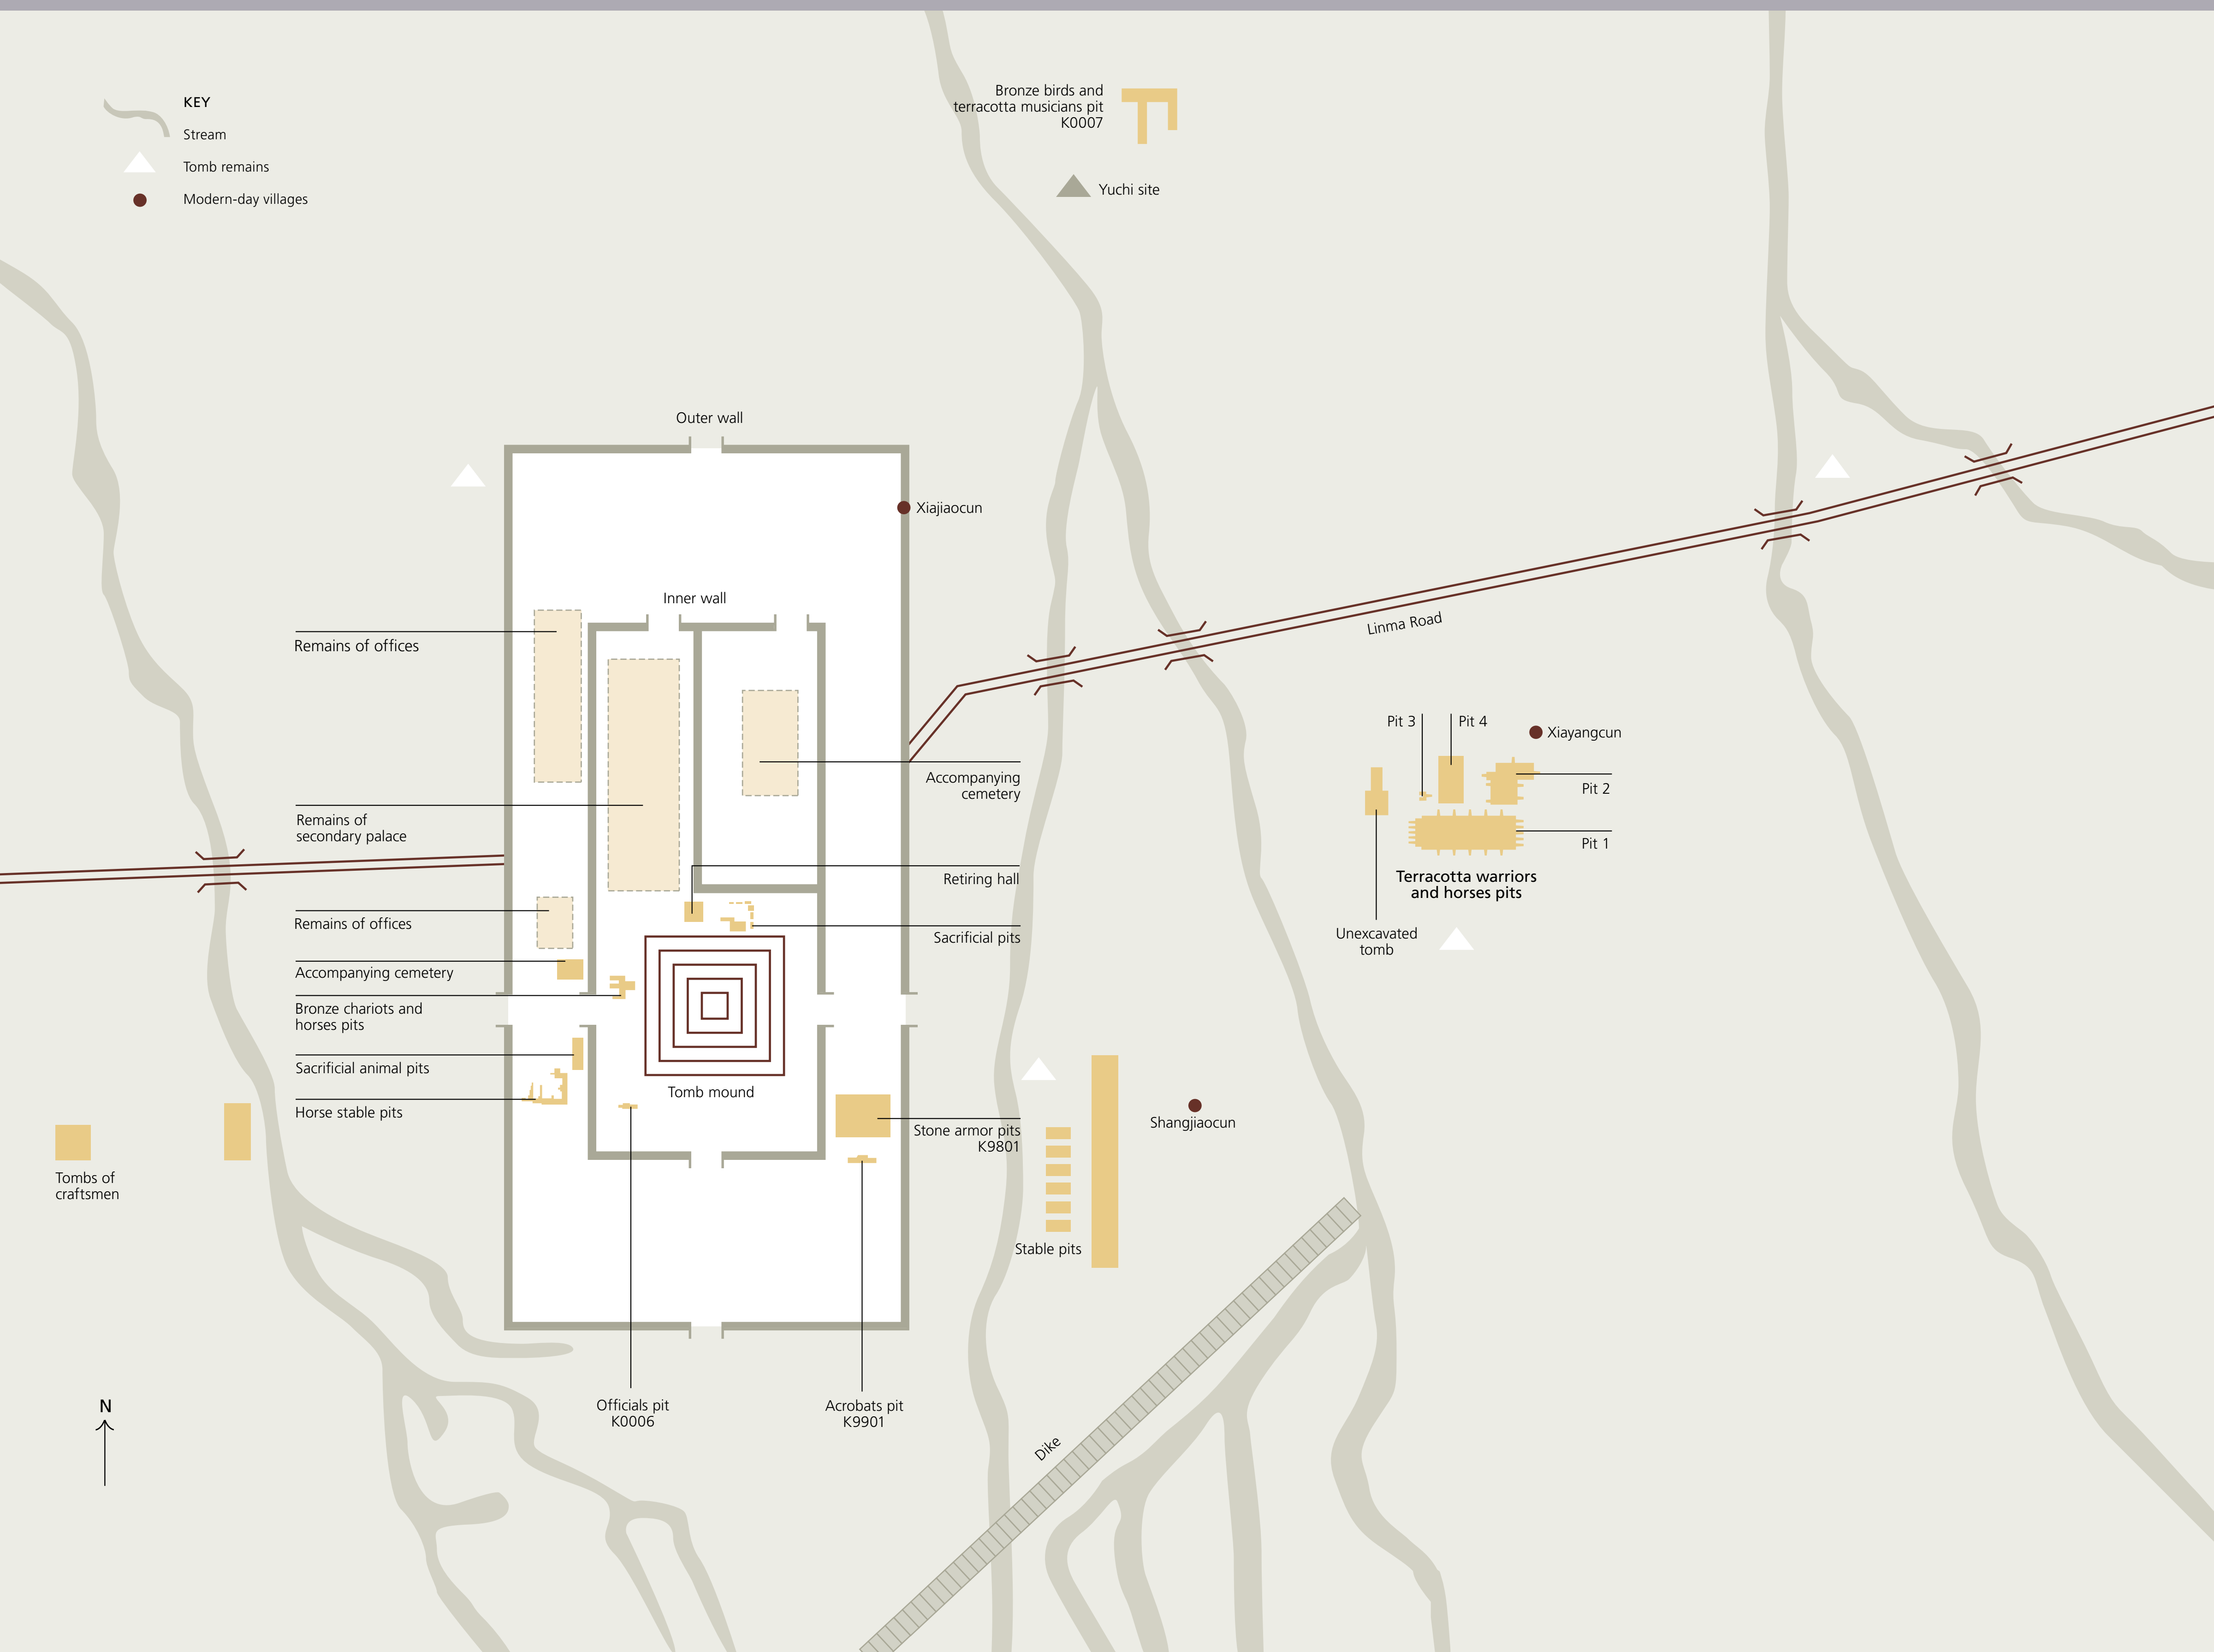 KEY
Stream
Tomb remains
Modern-day villages
Bronze birds and
terracotta musicians pit
K0007
Yuchi site
Outer wall
Xiajiaocun
Inner wall
Remains of offices
Linma Road
Accompanying
cemetery
Remains of
secondary palace
Retiring hall
Remains of offices
Sacrificial pits
Accompanying cemetery
Bronze chariots and
horses pits
Sacrificial animal pits
Horse stable pits
Tomb mound
Stone armor pits
K9801
Tombs of
craftsmen
Pit 3
Pit 4
Xiayangcun
Pit 2
Pit 1
Terracotta warriors
and horses pits
Unexcavated
tomb
Shangjiaocun
Stable pits
Officials pit
K0006
Acrobats pit
K9901
Dike
N